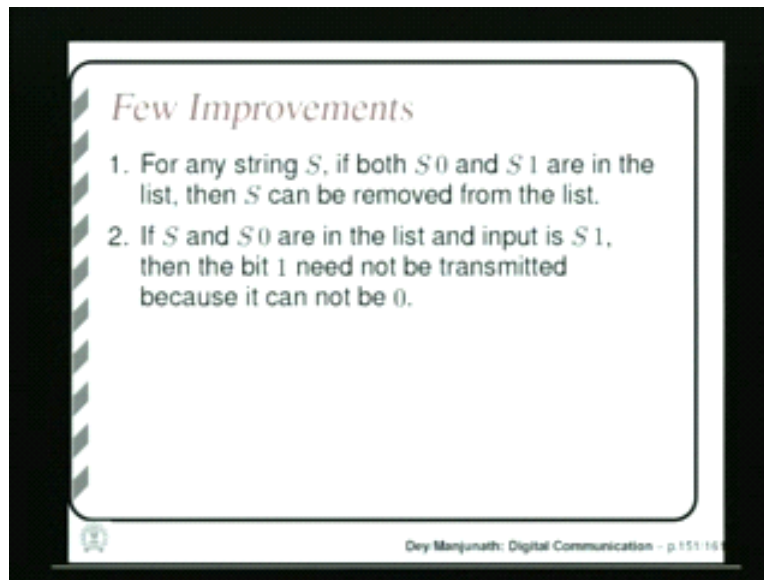 Few Improvements
1. For any string S, if both S0 and S1 are in the
list, then S can be removed from the list.
2. If S and S0 are in the list and input is S1,
then the bit 1 need not be transmitted
because it can not be 0.
Dey/Manjunath: Digital Communication – p.151/161